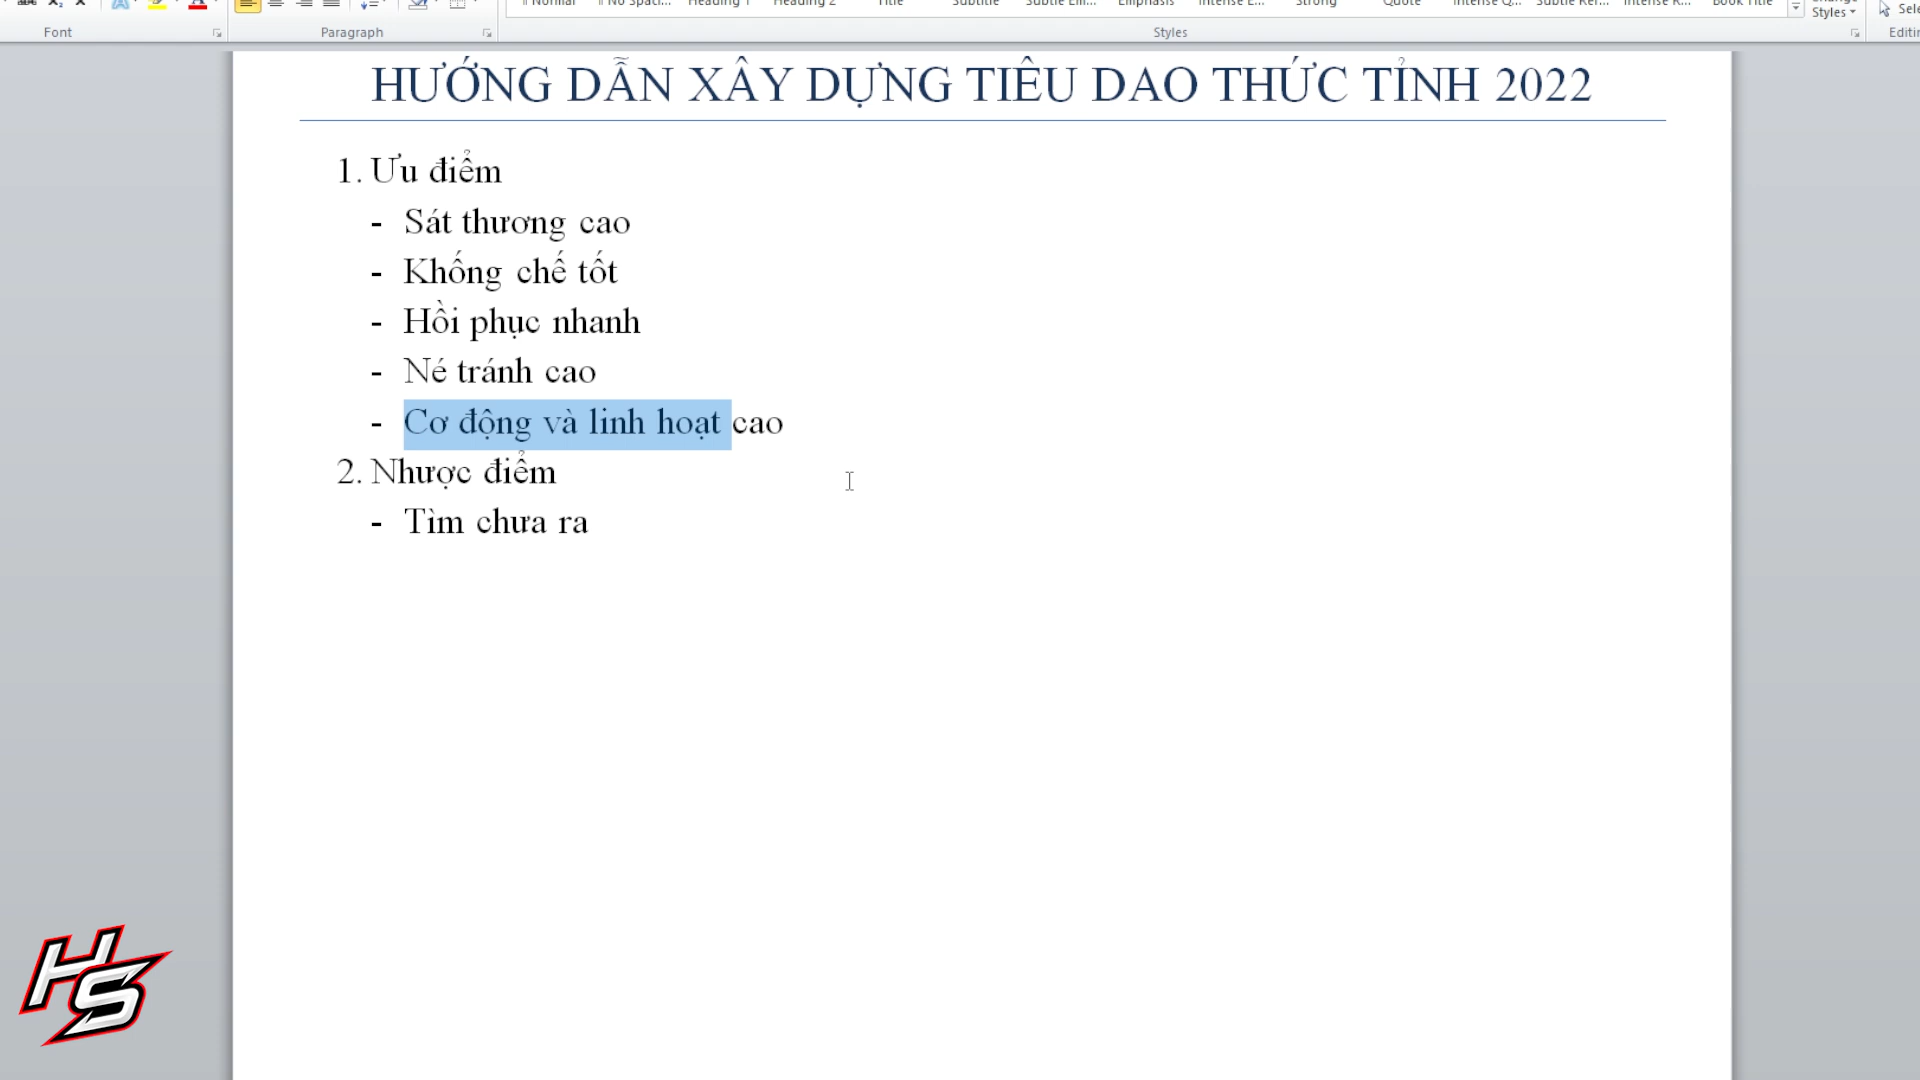 Font
Paragraph
Styles
Styles
HƯỚNG DẪN XÂY DỰNG TIÊU DAO THỨC TỈNH 2022
1. Ưu điểm
- Sát thương cao
- Khống chế tốt
- Hồi phục nhanh
- Né tránh cao
- Cơ động và linh hoạt cao
2. Nhược điểm
- Tìm chưa ra
HS